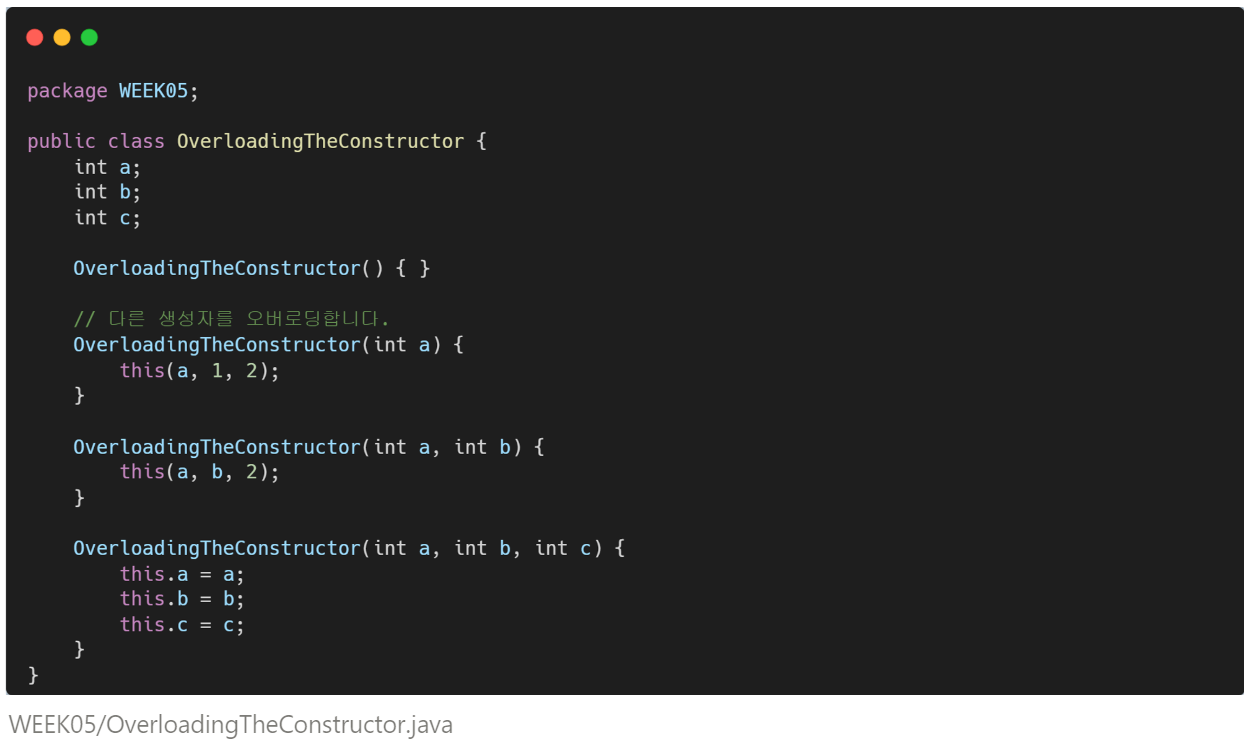 package WEEK05;
public class OverloadingTheConstructor {
int a;
int b;
int c;
OverloadingTheConstructor() { }
// 다른 생성자를 오버로딩합니다.
OverloadingTheConstructor(int a) {
this(a, 1, 2);
}
OverloadingTheConstructor(int a, int b) {
this(a, b, 2);
}
OverloadingTheConstructor(int a, int b, int c) {
this.a = a;
this.b = b;
this.c = c;
}
}
WEEK05/OverloadingTheConstructor.java